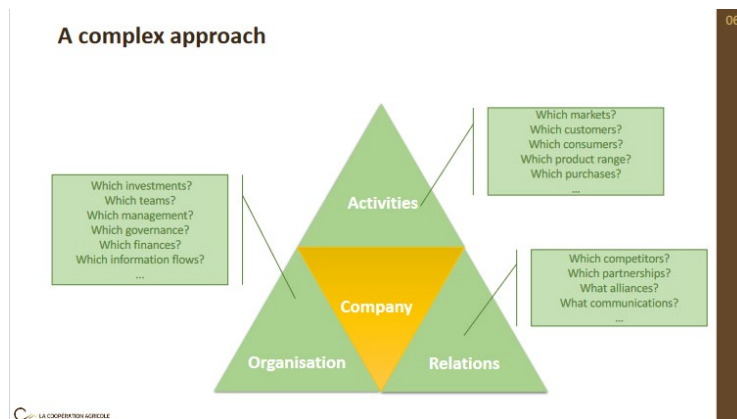 06
A complex approach
Which markets?
Which customers?
Which consumers?
Which product range?
Which purchases?
...
Which investments?
Which teams?
Which management?
Which governance?
Which finances?
Which information flows?
...
Activities
Which competitors?
Which partnerships?
What alliances?
What communications?
...
Company
Organisation
Relations
LA COOPÉRATION AGRICOLE